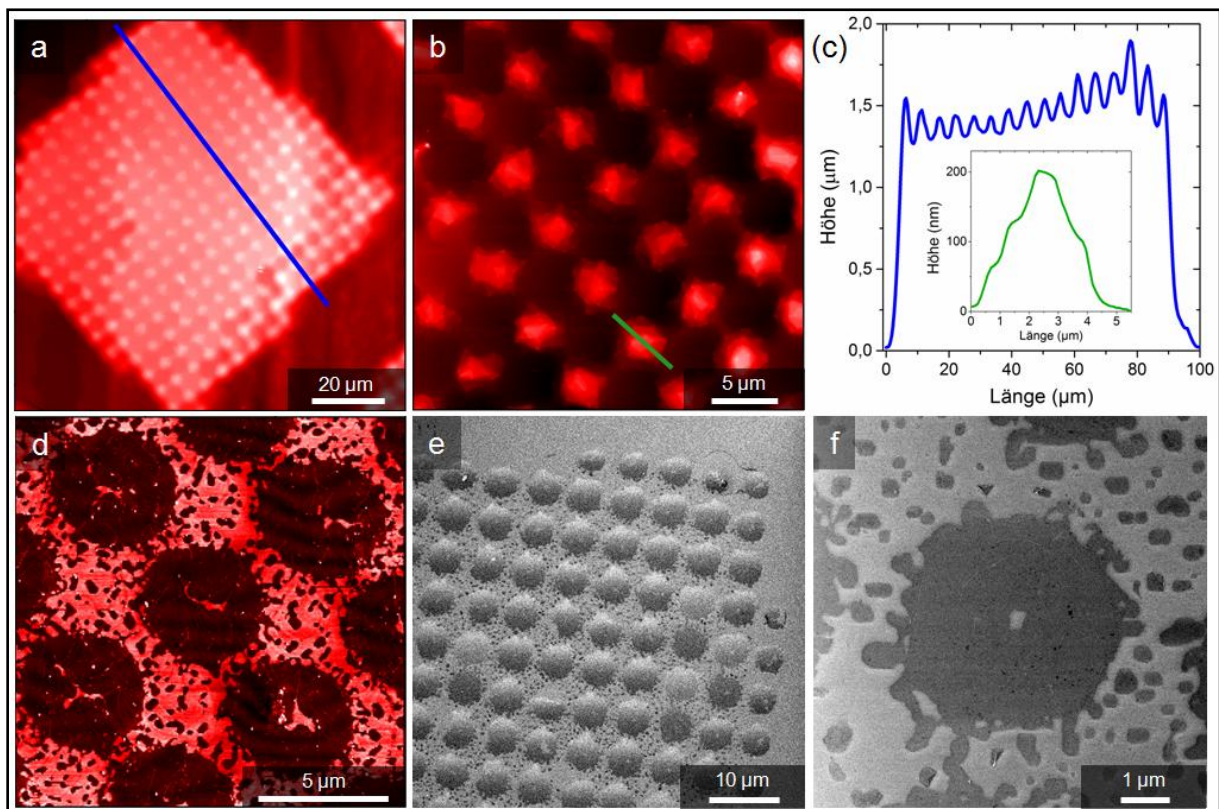 a
20 µm
b
5 µm
(c)
2,0
1,5
1,0
0,5
0,0
Höhe (µm)
0 20 40 60 80 100
Länge (µm)
200
100
0
Höhe (nm)
0 1 2 3 4 5
Länge (µm)
d
5 µm
e
10 µm
f
1 µm